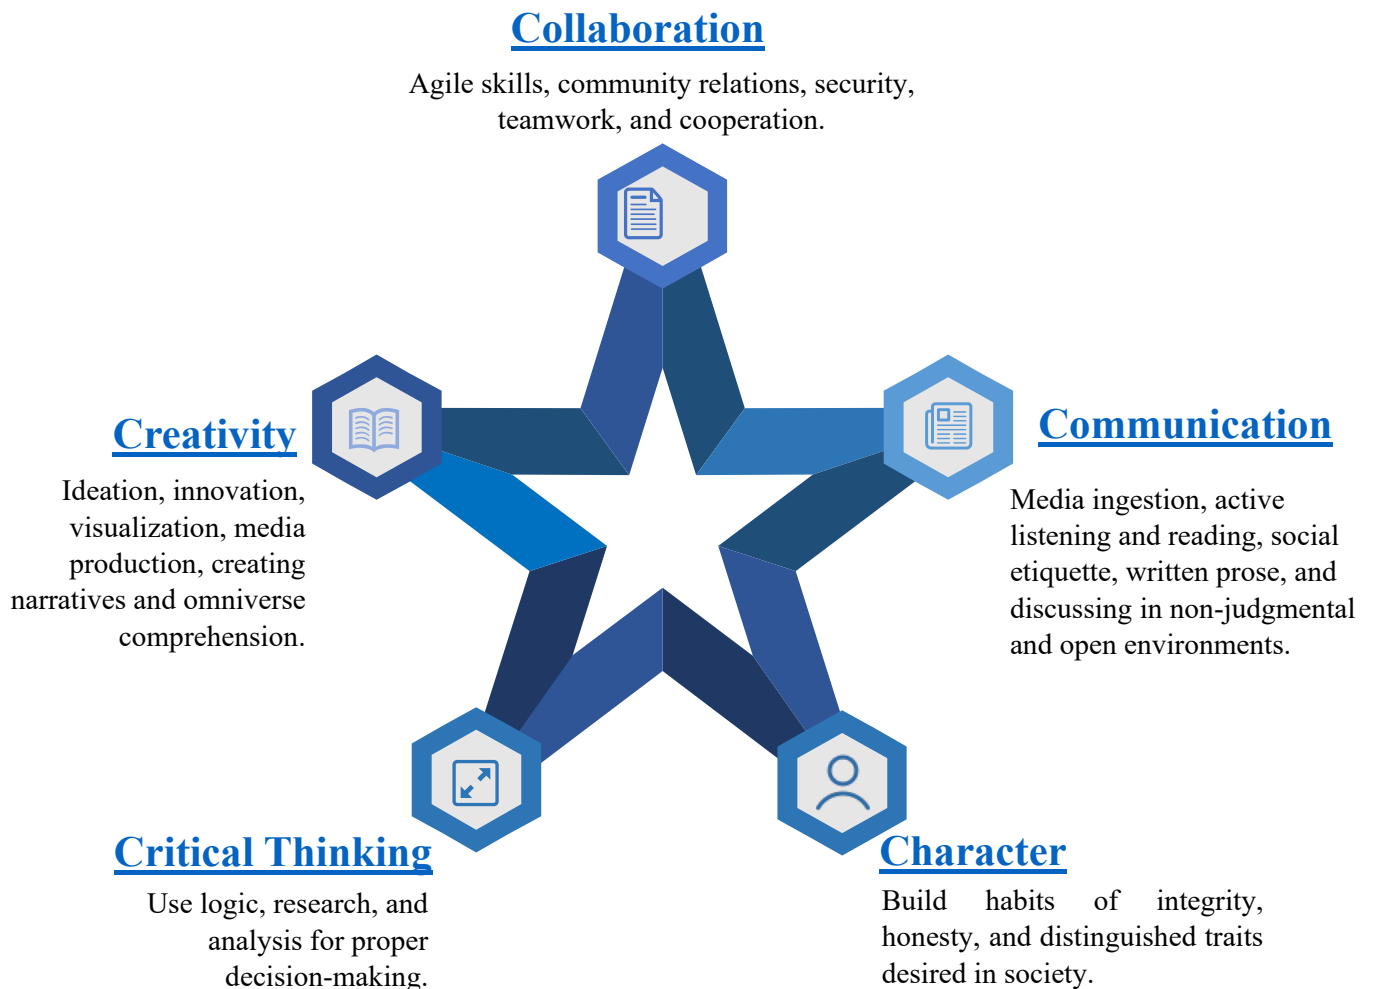 Collaboration
Agile skills, community relations, security,
teamwork, and cooperation.
Creativity
Ideation, innovation,
visualization, media
production, creating
narratives and omniverse
comprehension.
Communication
Media ingestion, active
listening and reading, social
etiquette, written prose, and
discussing in non-judgmental
and open environments.
Critical Thinking
Use logic, research, and
analysis for proper
decision-making.
Character
Build habits of integrity,
honesty, and distinguished traits
desired in society.